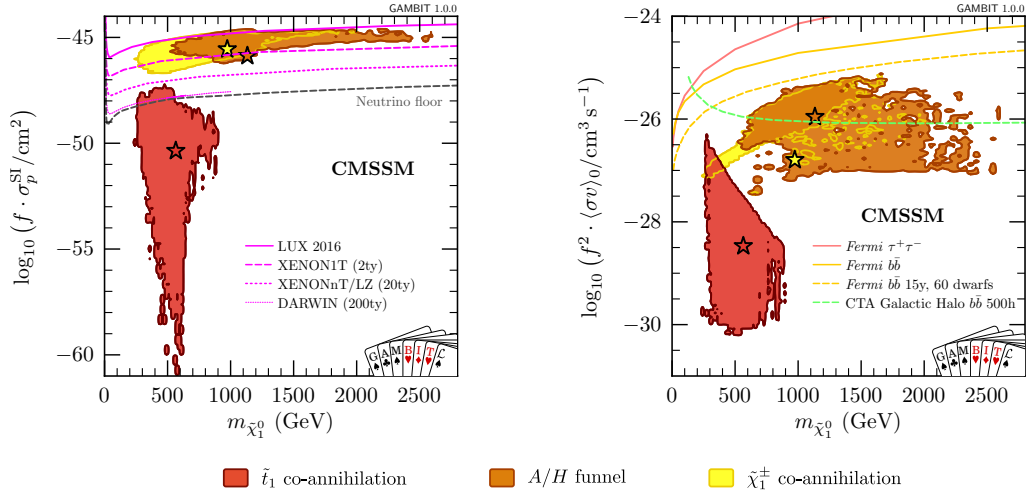 GAMBIT 1.0.0
−45
−50
−55
−60
log₁₀ (f · σₚˢᴵ/cm²)
Neutrino floor
CMSSM
LUX 2016
XENON1T (2ty)
XENONnT/LZ (20ty)
DARWIN (200ty)
G A M B I T L
0 500 1000 1500 2000 2500
m_χ̃₁⁰ (GeV)
GAMBIT 1.0.0
−24
−26
−28
−30
log₁₀ (f² · ⟨σv⟩₀/cm³ s⁻¹)
CMSSM
Fermi τ⁺τ⁻
Fermi bb̄
Fermi bb̄ 15y, 60 dwarfs
CTA Galactic Halo bb̄ 500h
G A M B I T L
0 500 1000 1500 2000 2500
m_χ̃₁⁰ (GeV)
t̃₁ co-annihilation
A/H funnel
χ̃₁± co-annihilation